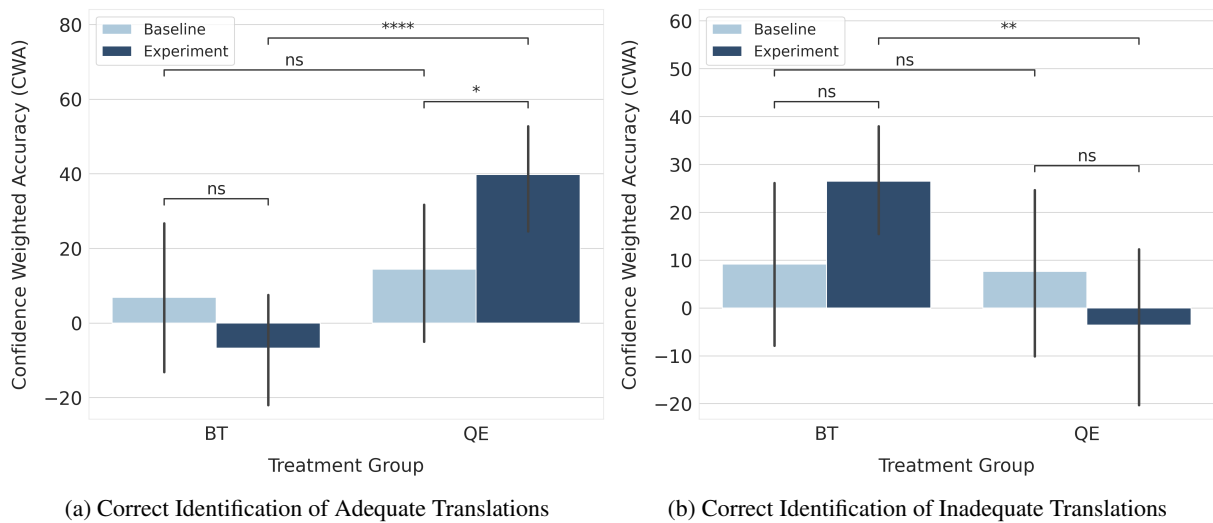 80
60
40
20
0
−20
Confidence Weighted Accuracy (CWA)
Baseline
Experiment
****
ns
*
ns
BT
QE
Treatment Group
(a) Correct Identification of Adequate Translations
60
50
40
30
20
10
0
−10
−20
Confidence Weighted Accuracy (CWA)
Baseline
Experiment
**
ns
ns
ns
BT
QE
Treatment Group
(b) Correct Identification of Inadequate Translations